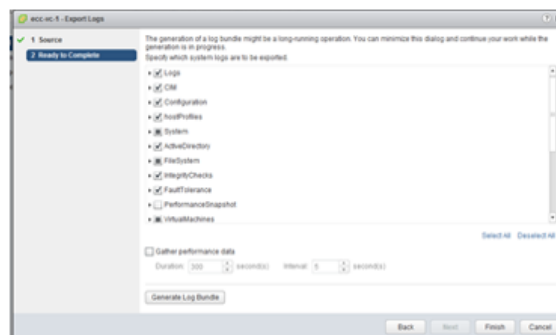 ecc-vc-1 - Export Logs
1 Source
2 Ready to Complete
The generation of a log bundle might be a long-running operation. You can minimize this dialog and continue your work while the
generation is in progress.
Specify which system logs are to be exported.
Logs
CIM
Configuration
hostProfiles
System
ActiveDirectory
FileSystem
IntegrityChecks
FaultTolerance
PerformanceSnapshot
VirtualMachines
Select All Deselect All
Gather performance data
Duration: 300 second(s) Interval: 5 second(s)
Generate Log Bundle
Back Next Finish Cancel